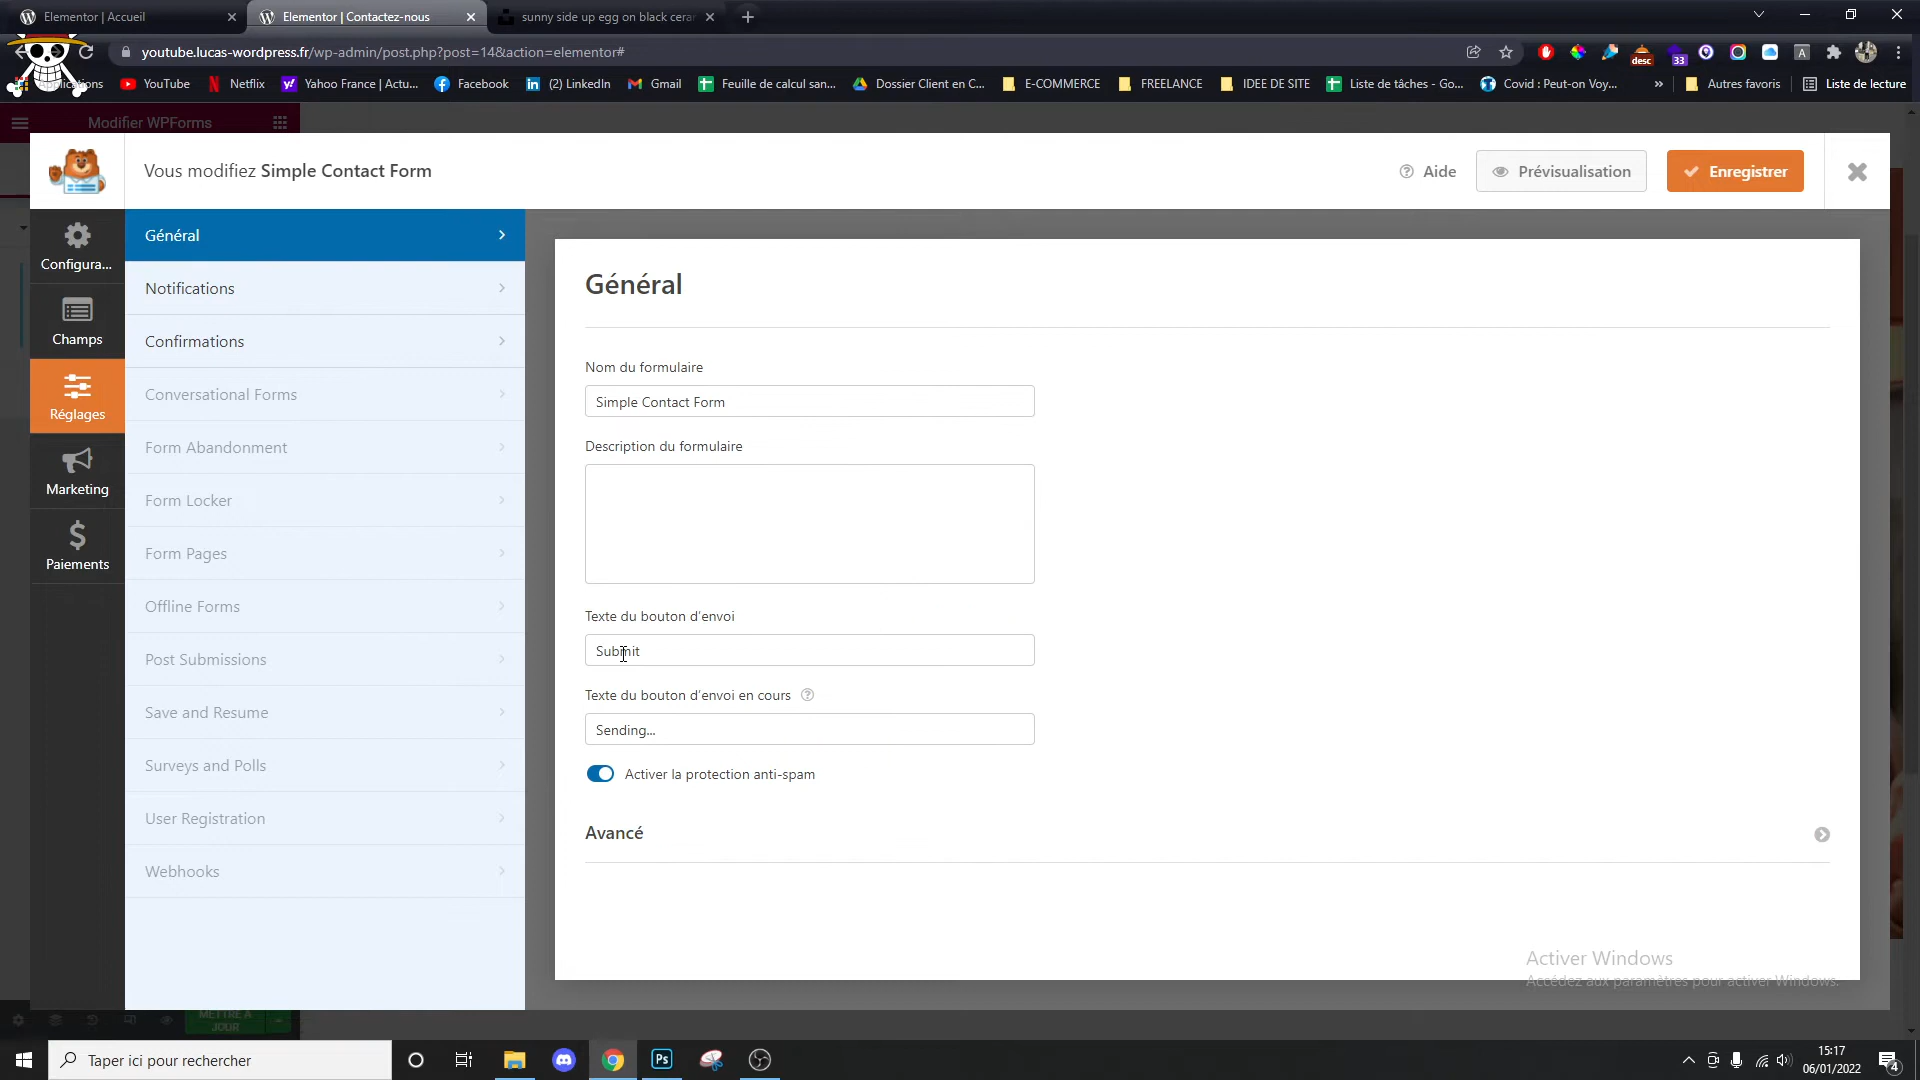 Elementor | Accueil
Elementor | Contactez-nous
sunny side up egg on black cerar
youtube.lucas-wordpress.fr/wp-admin/post.php?post=14&action=elementor#
desc
33
A
Applications
YouTube
Netflix
Yahoo France | Actu...
Facebook
(2) LinkedIn
Gmail
Feuille de calcul san...
Dossier Client en C...
E-COMMERCE
FREELANCE
IDEE DE SITE
Liste de tâches - Go...
Covid : Peut-on Voy...
»
Autres favoris
Liste de lecture
Modifier WPForms
Vous modifiez Simple Contact Form
Aide
Prévisualisation
Enregistrer
Configura...
Champs
Réglages
Marketing
Paiements
Général
Notifications
Confirmations
Conversational Forms
Form Abandonment
Form Locker
Form Pages
Offline Forms
Post Submissions
Save and Resume
Surveys and Polls
User Registration
Webhooks
Général
Nom du formulaire
Simple Contact Form
Description du formulaire
Texte du bouton d'envoi
Submit
Texte du bouton d'envoi en cours
Sending...
Activer la protection anti-spam
Avancé
Activer Windows
Accédez aux paramètres pour activer Windows.
METTRE À
JOUR
Taper ici pour rechercher
Ps
15:17
06/01/2022
4